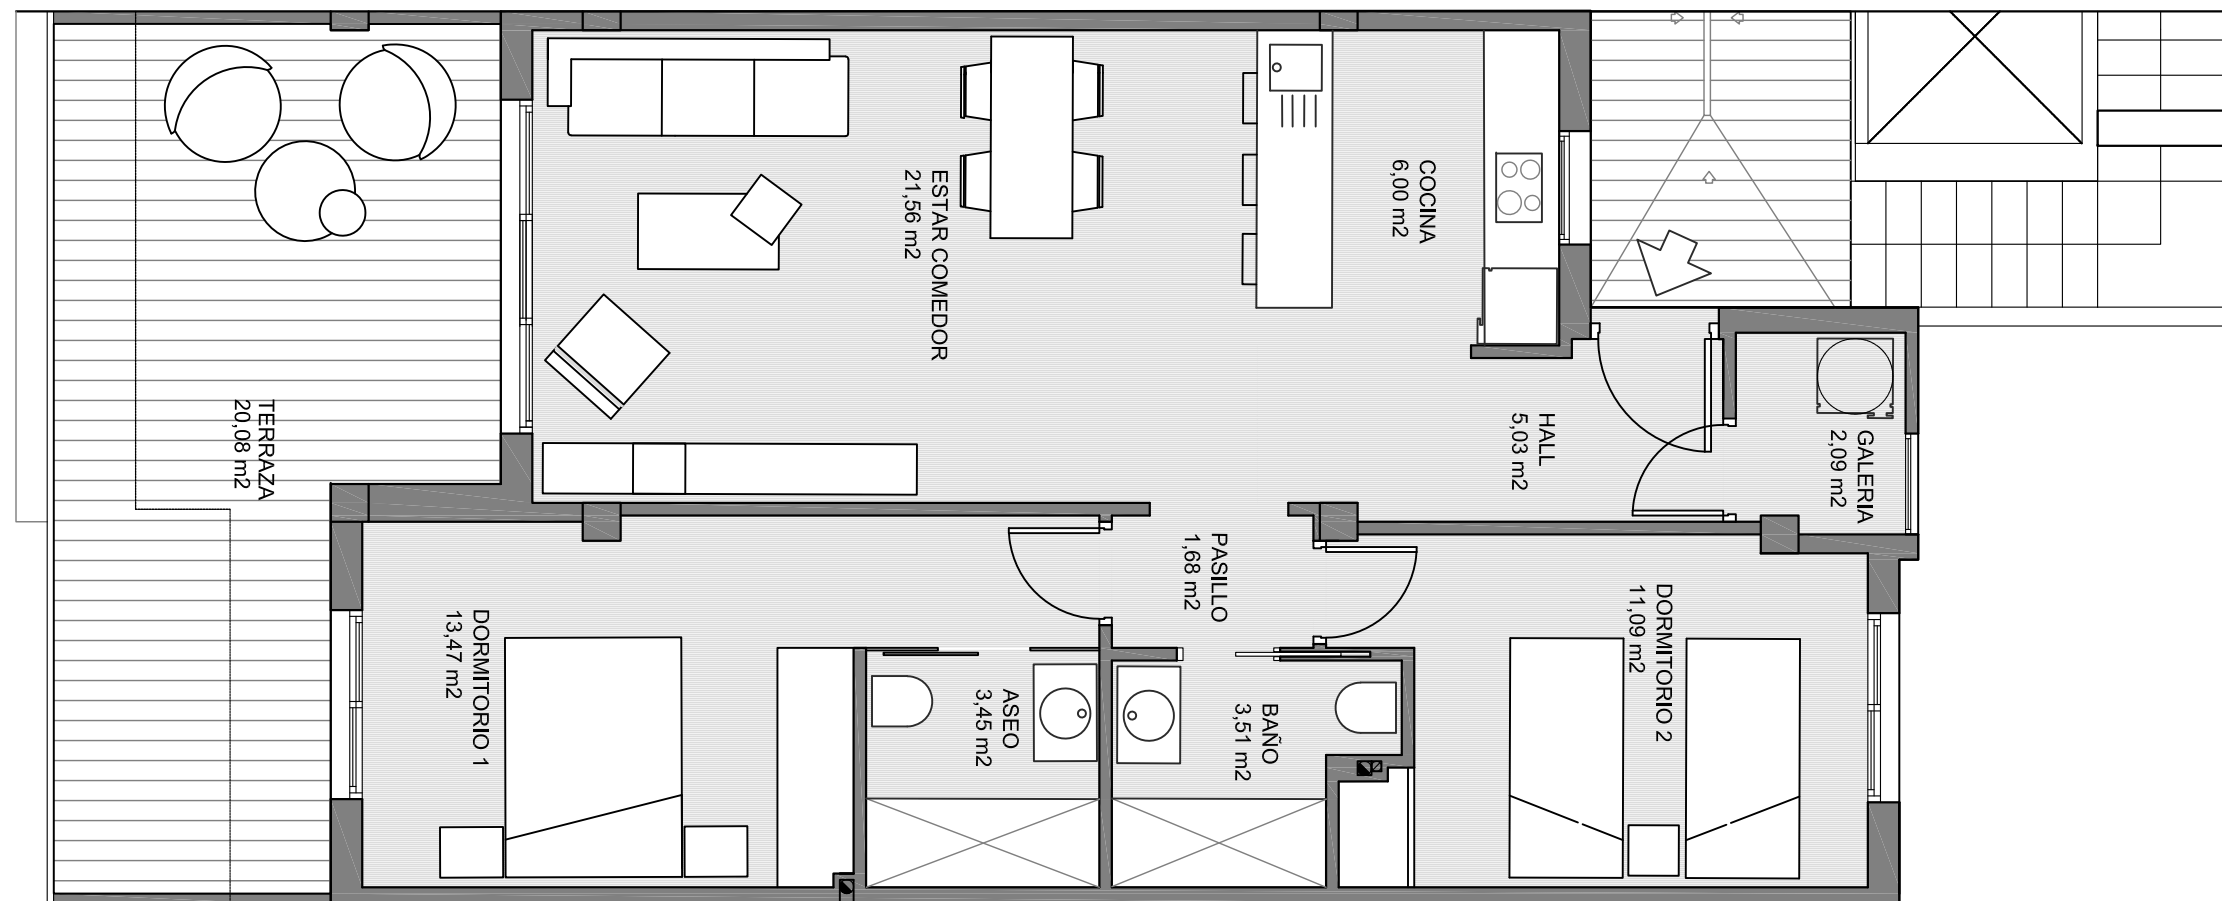 TERRAZA
20,08 m2
ESTAR COMEDOR
21,56 m2
COCINA
6,00 m2
HALL
5,03 m2
GALERIA
2,09 m2
PASILLO
1,68 m2
DORMITORIO 1
13,47 m2
ASEO
3,45 m2
BAÑO
3,51 m2
DORMITORIO 2
11,09 m2